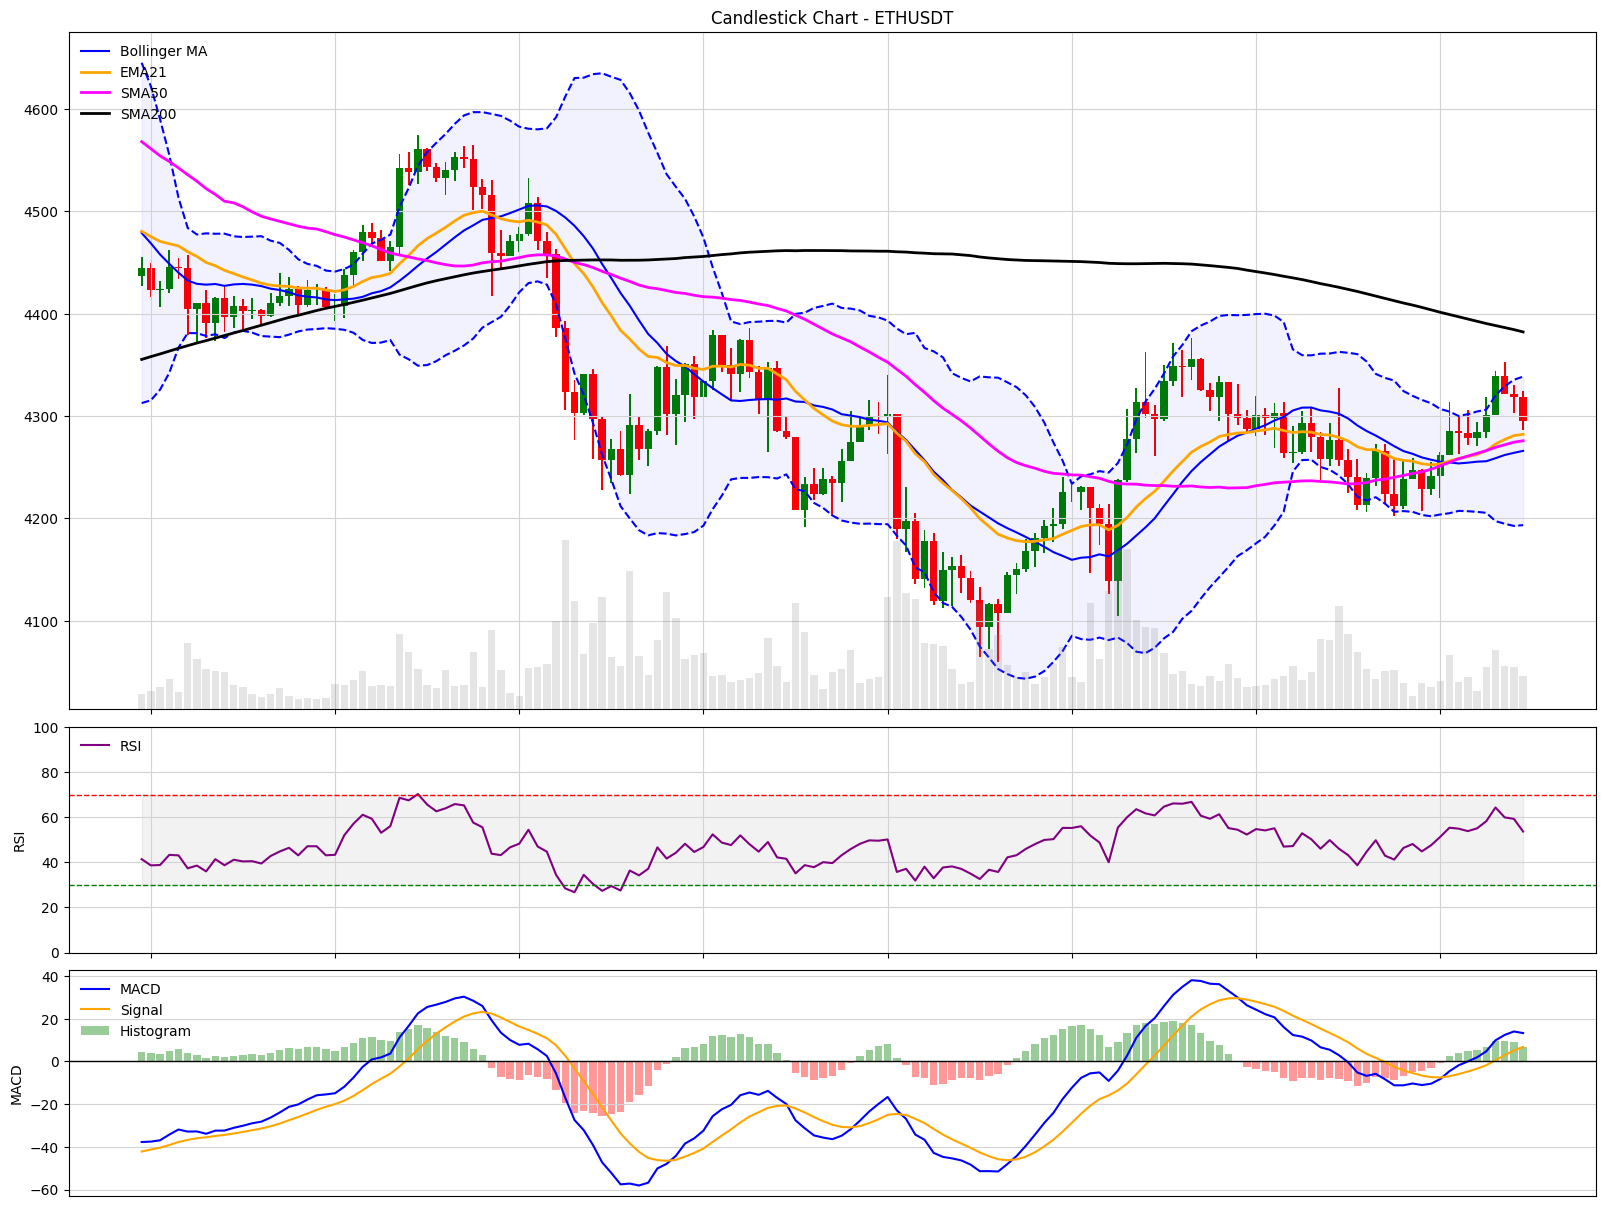 Candlestick Chart - ETHUSDT
Bollinger MA
EMA21
SMA50
SMA200
4600
4500
4400
4300
4200
4100
RSI
100
80
60
40
20
0
RSI
MACD
Signal
Histogram
40
20
0
−20
−40
−60
MACD